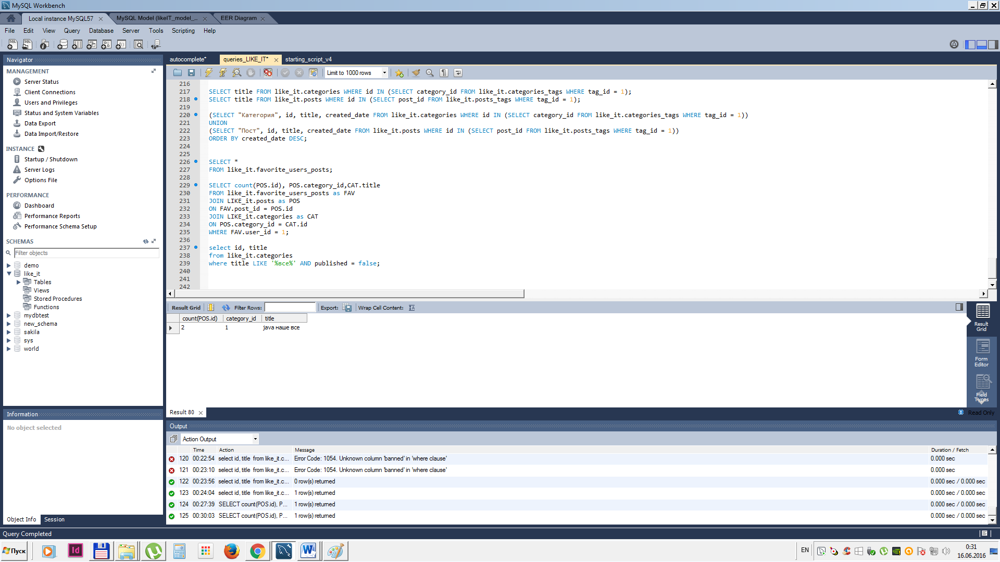 MySQL Workbench
Local instance MySQL57
MySQL Model (likeIT_model_...
EER Diagram
File Edit View Query Database Server Tools Scripting Help
Navigator
MANAGEMENT
Server Status
Client Connections
Users and Privileges
Status and System Variables
Data Export
Data Import/Restore
INSTANCE
Startup / Shutdown
Server Logs
Options File
PERFORMANCE
Dashboard
Performance Reports
Performance Schema Setup
SCHEMAS
Filter objects
demo
like_it
Tables
Views
Stored Procedures
Functions
mydbtest
new_schema
sakila
sys
world
Information
No object selected
Object Info Session
autocomplete* queries_LIKE_IT* starting_script_v4
Limit to 1000 rows
216
217 SELECT title FROM like_it.categories WHERE id IN (SELECT category_id FROM like_it.categories_tags WHERE tag_id = 1);
218 SELECT title FROM like_it.posts WHERE id IN (SELECT post_id FROM like_it.posts_tags WHERE tag_id = 1);
219
220 (SELECT "Категория", id, title, created_date FROM like_it.categories WHERE id IN (SELECT category_id FROM like_it.categories_tags WHERE tag_id = 1))
221 UNION
222 (SELECT "Пост", id, title, created_date FROM like_it.posts WHERE id IN (SELECT post_id FROM like_it.posts_tags WHERE tag_id = 1))
223 ORDER BY created_date DESC;
224
225
226 SELECT *
227 FROM like_it.favorite_users_posts;
228
229 SELECT count(POS.id), POS.category_id,CAT.title
230 FROM like_it.favorite_users_posts as FAV
231 JOIN LIKE_it.posts as POS
232 ON FAV.post_id = POS.id
233 JOIN LIKE_it.categories as CAT
234 ON POS.category_id = CAT.id
235 WHERE FAV.user_id = 1;
236
237 select id, title
238 from like_it.categories
239 where title LIKE '%все%' AND published = false;
240
241
242
Result Grid Filter Rows: Export: Wrap Cell Content:
count(POS.id) category_id title
2 1 java наше все
Result Grid
Form Editor
Field Types
Result 80
Read Only
Output
Action Output
Time Action Message Duration / Fetch
120 00:22:54 select id, title from like_it.c... Error Code: 1054. Unknown column 'banned' in 'where clause' 0.000 sec
121 00:23:10 select id, title from like_it.c... Error Code: 1054. Unknown column 'banned' in 'where clause' 0.000 sec
122 00:23:56 select id, title from like_it.c... 0 row(s) returned 0.000 sec / 0.000 sec
123 00:24:04 select id, title from like_it.c... 1 row(s) returned 0.000 sec / 0.000 sec
124 00:27:39 SELECT count(POS.id), P... 1 row(s) returned 0.000 sec / 0.000 sec
125 00:30:03 SELECT count(POS.id), P... 1 row(s) returned 0.000 sec / 0.000 sec
Query Completed
Пуск
Id
EN
0:31
16.06.2016